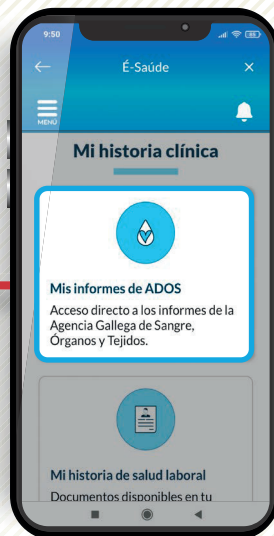 9:50
É-Saúde
MENÚ
Mi historia clínica
Mis informes de ADOS
Acceso directo a los informes de la
Agencia Gallega de Sangre,
Órganos y Tejidos.
Mi historia de salud laboral
Documentos disponibles en tu